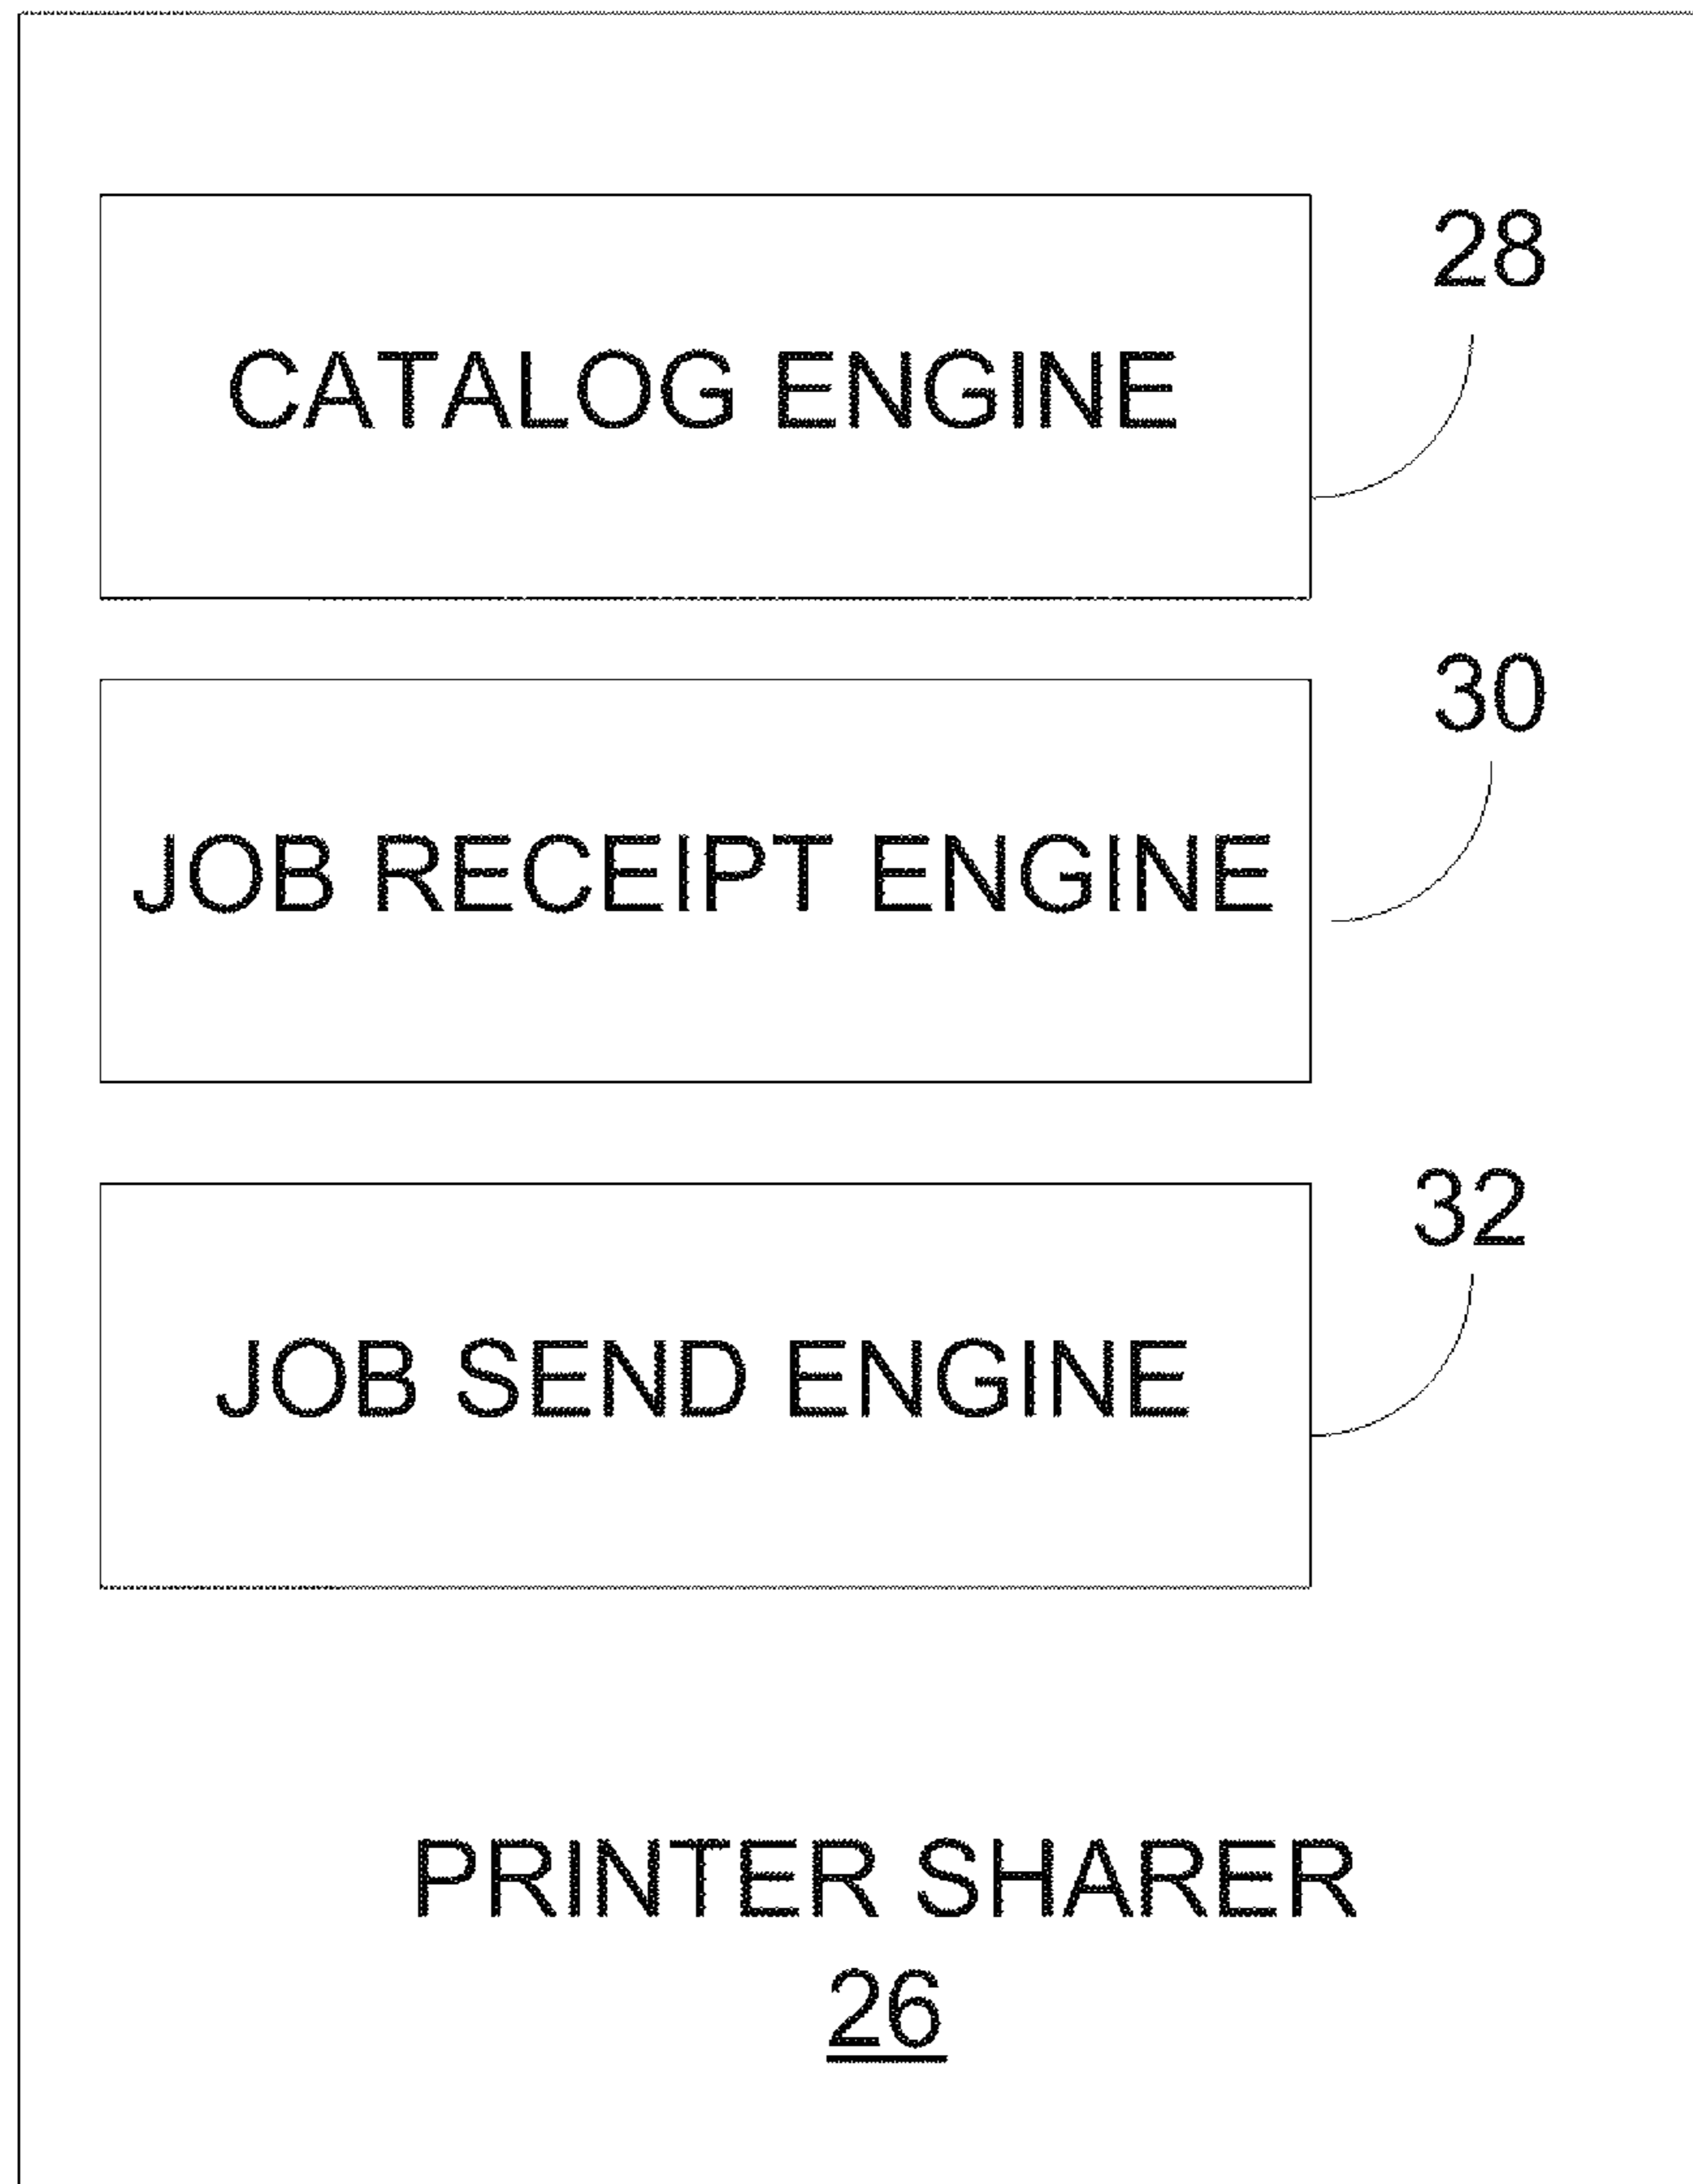 28
CATALOG ENGINE
30
JOB RECEIPT ENGINE
32
JOB SEND ENGINE
PRINTER SHARER
26